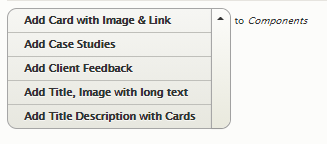 Add Card with Image & Link
to Components
Add Case Studies
Add Client Feedback
Add Title, Image with long text
Add Title Description with Cards